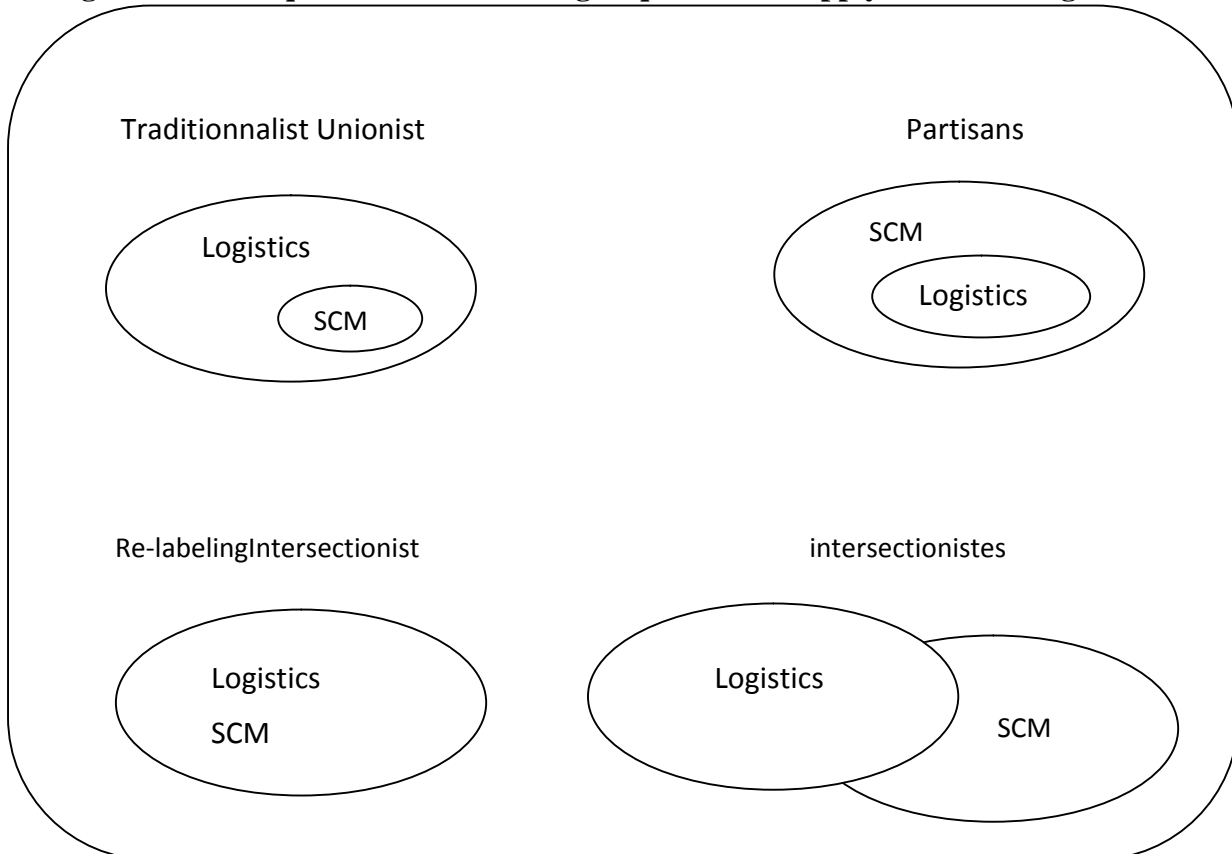 Traditionnalist Unionist
Partisans
Logistics
SCM
SCM
Logistics
Re-labelingIntersectionist
intersectionistes
Logistics
SCM
Logistics
SCM